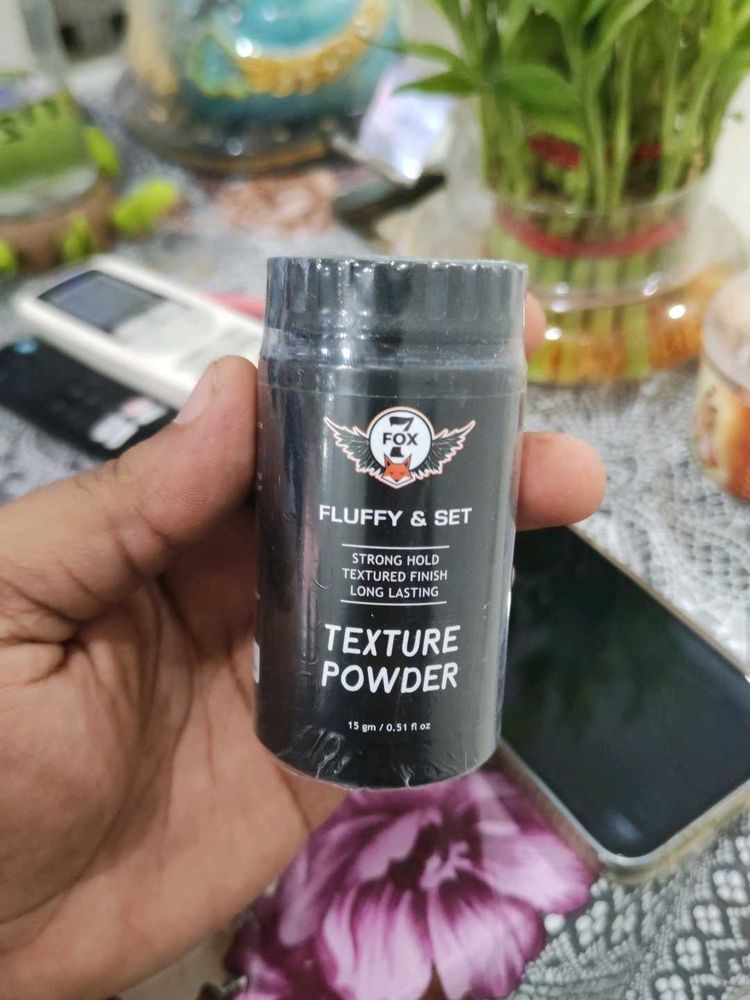 7
FOX
FLUFFY & SET
STRONG HOLD
TEXTURED FINISH
LONG LASTING
TEXTURE
POWDER
15 gm / 0.51 fl oz